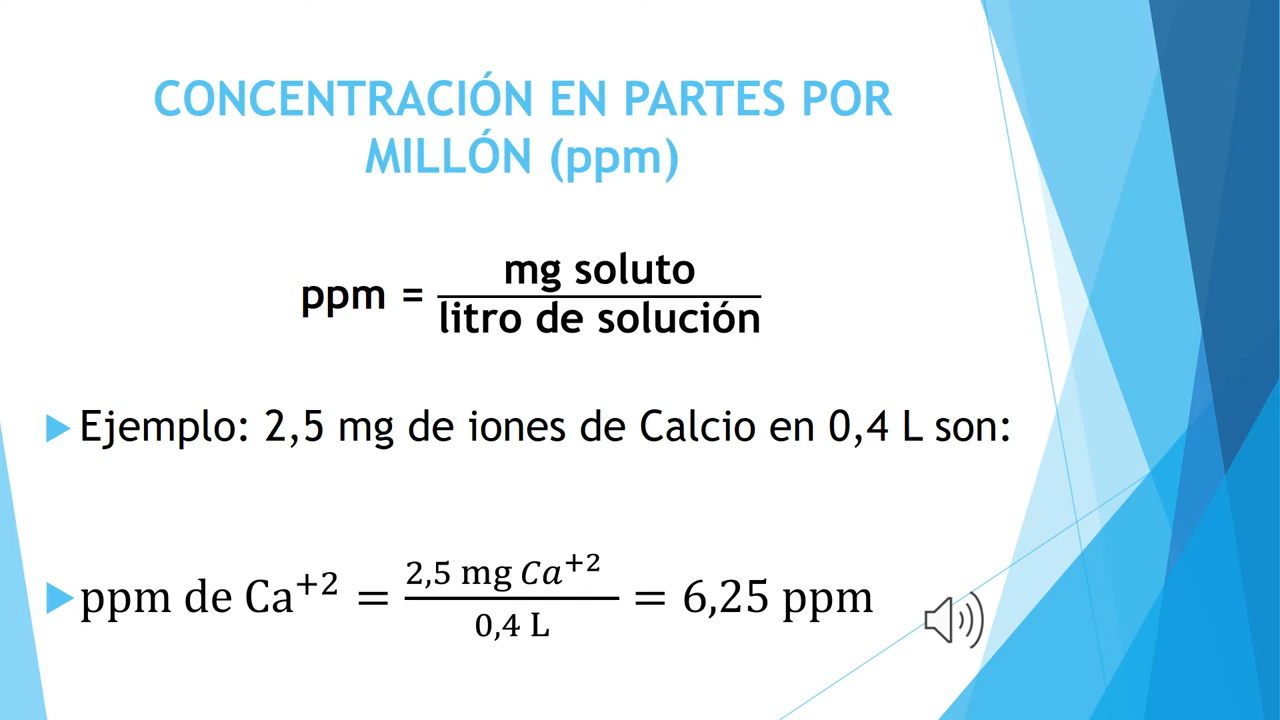 CONCENTRACIÓN EN PARTES POR
MILLÓN (ppm)
ppm = mg soluto / litro de solución
Ejemplo: 2,5 mg de iones de Calcio en 0,4 L son:
ppm de Ca⁺² = 2,5 mg Ca⁺² / 0,4 L = 6,25 ppm